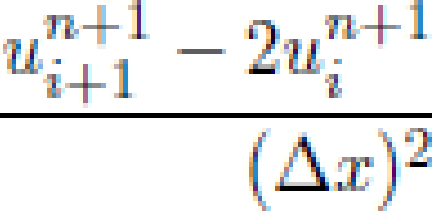 u_{i+1}^{n+1} - 2u_i^{n+1}
(Δx)^2